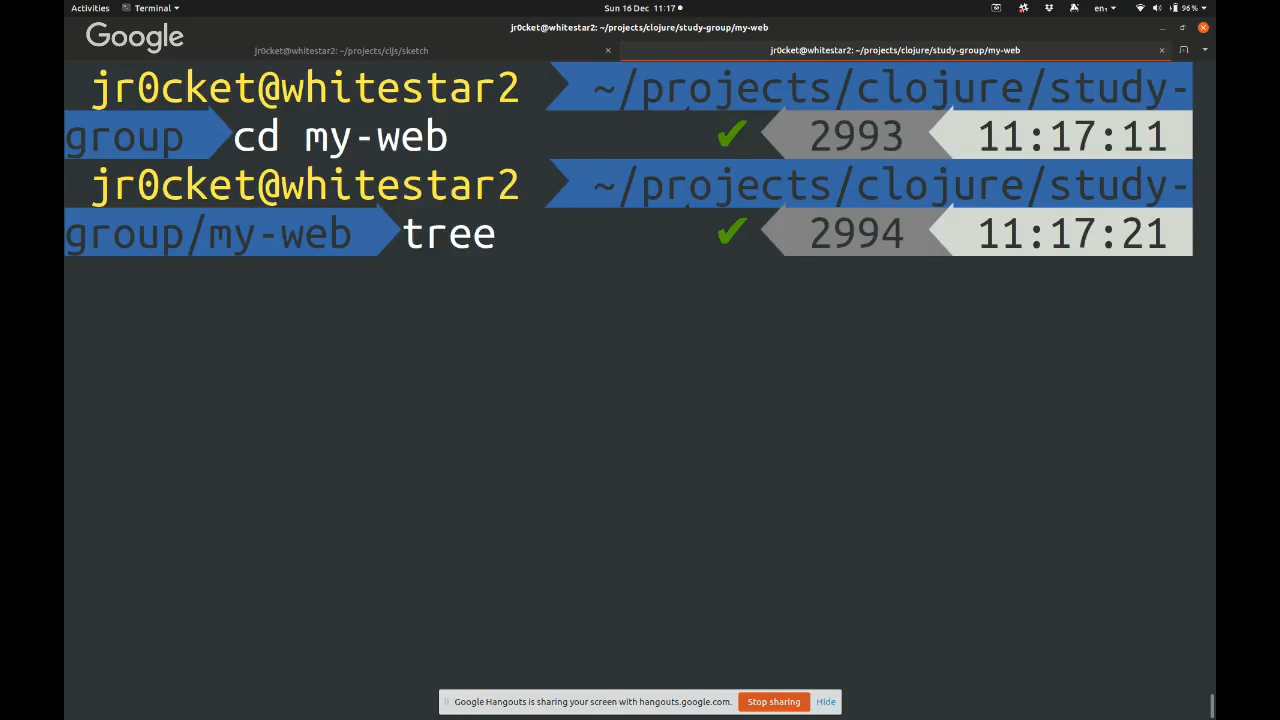 Activities Terminal Sun 16 Dec 11:17 en1 96%
jr0cket@whitestar2: ~/projects/clojure/study-group/my-web
Google
jr0cket@whitestar2: ~/projects/cljs/sketch × jr0cket@whitestar2: ~/projects/clojure/study-group/my-web ×
jr0cket@whitestar2 ~/projects/clojure/study-
group cd my-web ✔ 2993 11:17:11
jr0cket@whitestar2 ~/projects/clojure/study-
group/my-web tree ✔ 2994 11:17:21
Google Hangouts is sharing your screen with hangouts.google.com. Stop sharing Hide